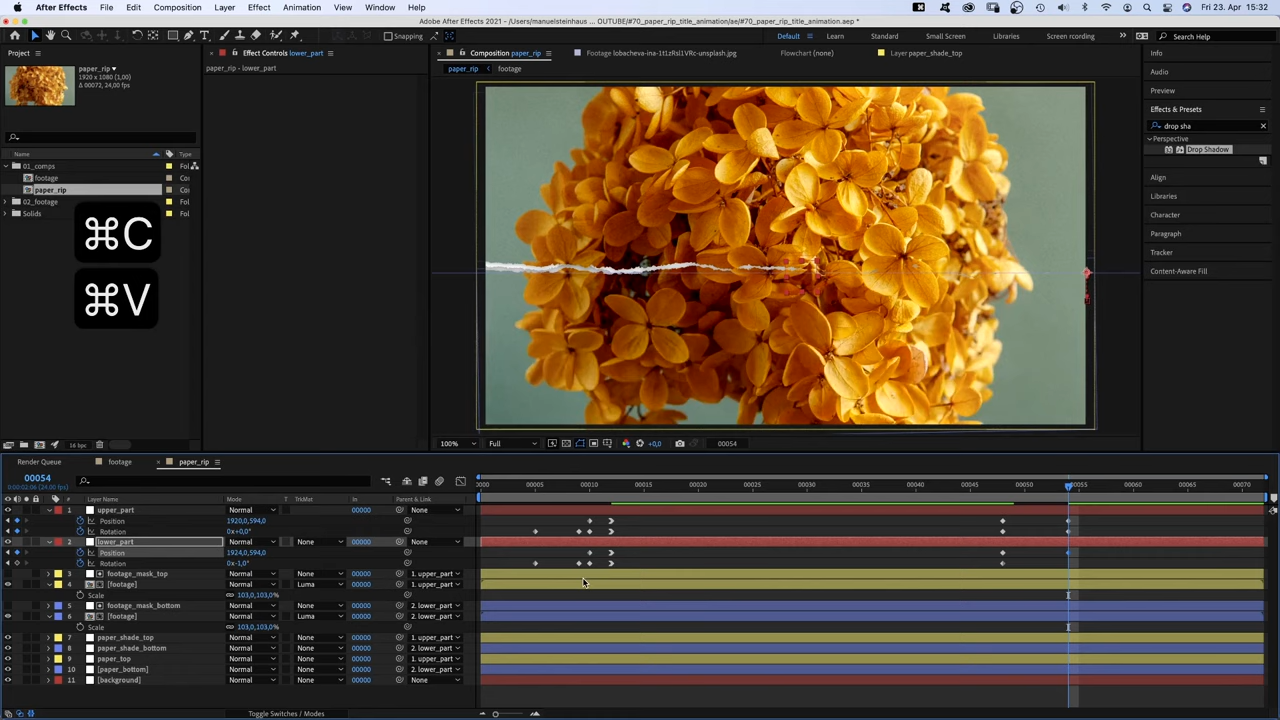 After Effects File Edit Composition Layer Effect Animation View Window Help Fri 23. Apr 15:32
Adobe After Effects 2021 - /Users/manuelsteinhaus OUTUBE/#70_paper_rip_title_animation/ae/#70_paper_rip_title_animation.aep *
Snapping Default Learn Standard Small Screen Libraries Screen recording Search Help
Project Effect Controls lower_part Composition paper_rip Footage lobacheva-ina-1t1zRsl1VRc-unsplash.jpg Flowchart (none) Layer paper_shade_top Info
paper_rip paper_rip - lower_part paper_rip footage
1920 x 1080 (1,00)
Δ 00072, 24,00 fps
Audio
Preview
Effects & Presets
drop sha
Perspective
Drop Shadow
Name Type
01_comps Fol
footage Co
paper_rip Co
02_footage Fol
Solids Fol
Align
Libraries
Character
Paragraph
Tracker
Content-Aware Fill
⌘C
⌘V
16 bpc 100% Full +0,0 00054
Render Queue footage paper_rip
00054
0:00:02:06 (24.00 fps)
0000 00005 00010 00015 00020 00025 00030 00035 00040 00045 00050 00055 00060 00065 00070
# Layer Name Mode T TrkMat In Parent & Link
1 upper_part Normal 00000 None
Position 1920,0,594,0
Rotation 0x+0,0°
2 lower_part Normal None 00000 None
Position 1924,0,594,0
Rotation 0x-1,0°
3 footage_mask_top Normal None 00000 1. upper_part
4 [footage] Normal Luma 00000 1. upper_part
Scale 103,0,103,0%
5 footage_mask_bottom Normal None 00000 2. lower_part
6 [footage] Normal Luma 00000 2. lower_part
Scale 103,0,103,0%
7 paper_shade_top Normal None 00000 1. upper_part
8 paper_shade_bottom Normal None 00000 2. lower_part
9 paper_top Normal None 00000 1. upper_part
10 [paper_bottom] Normal None 00000 2. lower_part
11 [background] Normal None 00000 None
Toggle Switches / Modes